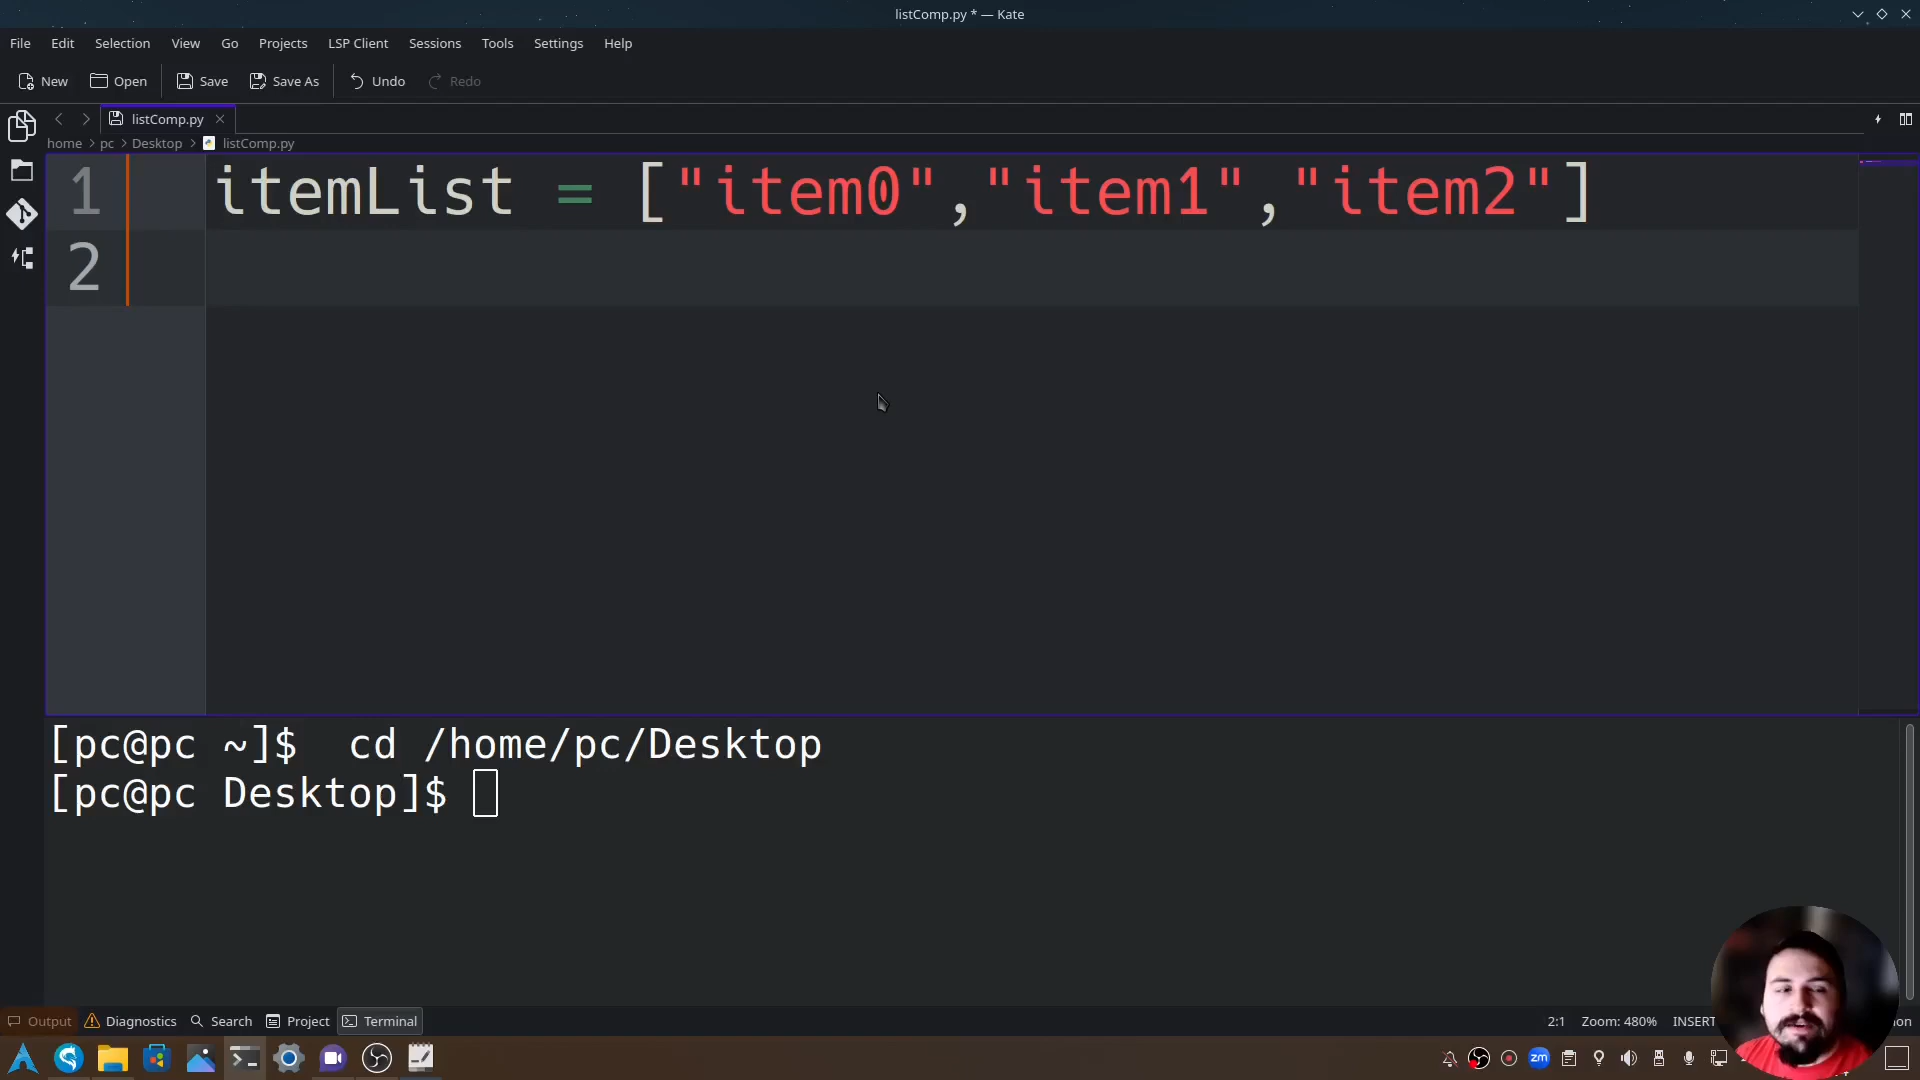 listComp.py * — Kate
File Edit Selection View Go Projects LSP Client Sessions Tools Settings Help
New Open Save Save As Undo Redo
listComp.py
home > pc > Desktop > listComp.py
1 itemList = ["item0","item1","item2"]
2
[pc@pc ~]$  cd /home/pc/Desktop
[pc@pc Desktop]$
Output Diagnostics Search Project Terminal 2:1 Zoom: 480% INSERT
zm